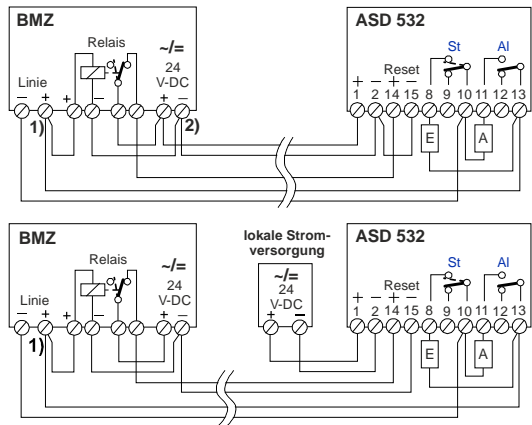 BMZ
Relais
~/=
24
V-DC
Linie
− + + − + −
1)
2)
ASD 532
St
Al
Reset
+ − + −
1 2 14 15 8 9 10 11 12 13
E
A
BMZ
Relais
~/=
24
V-DC
Linie
− + + − + −
1)
lokale Strom-
versorgung
~/=
24
V-DC
+ −
ASD 532
St
Al
Reset
+ − + −
1 2 14 15 8 9 10 11 12 13
E
A